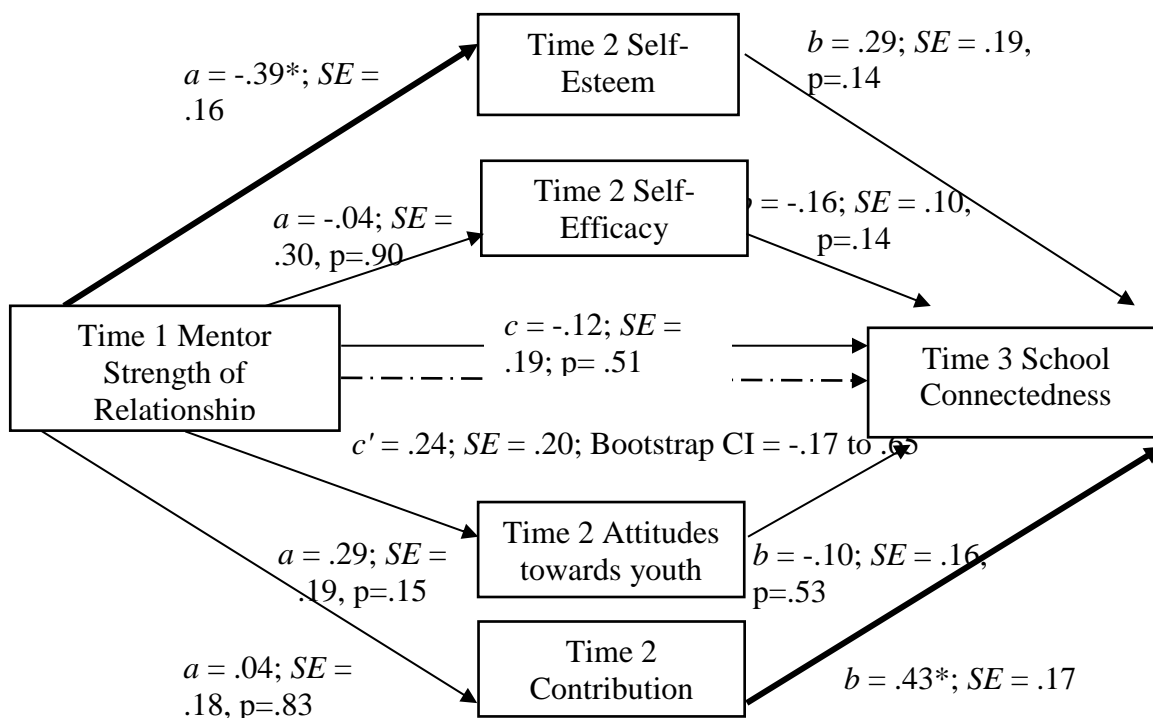 Time 2 Self-
Esteem
a = -.39*; SE =
.16
b = .29; SE = .19,
p=.14
Time 2 Self-
Efficacy
a = -.04; SE =
.30, p=.90
= -.16; SE = .10,
p=.14
Time 1 Mentor
Strength of
Relationship
c = -.12; SE =
.19; p= .51
Time 3 School
Connectedness
c' = .24; SE = .20; Bootstrap CI = -.17 to .65
Time 2 Attitudes
towards youth
a = .29; SE =
.19, p=.15
b = -.10; SE = .16,
p=.53
Time 2
Contribution
a = .04; SE =
.18, p=.83
b = .43*; SE = .17